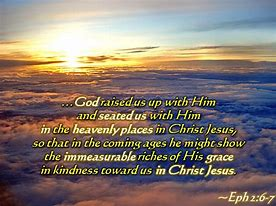 …God raised us up with Him
and seated us with Him
in the heavenly places in Christ Jesus,
so that in the coming ages he might show
the immeasurable riches of His grace
in kindness toward us in Christ Jesus.
~Eph 2:6-7